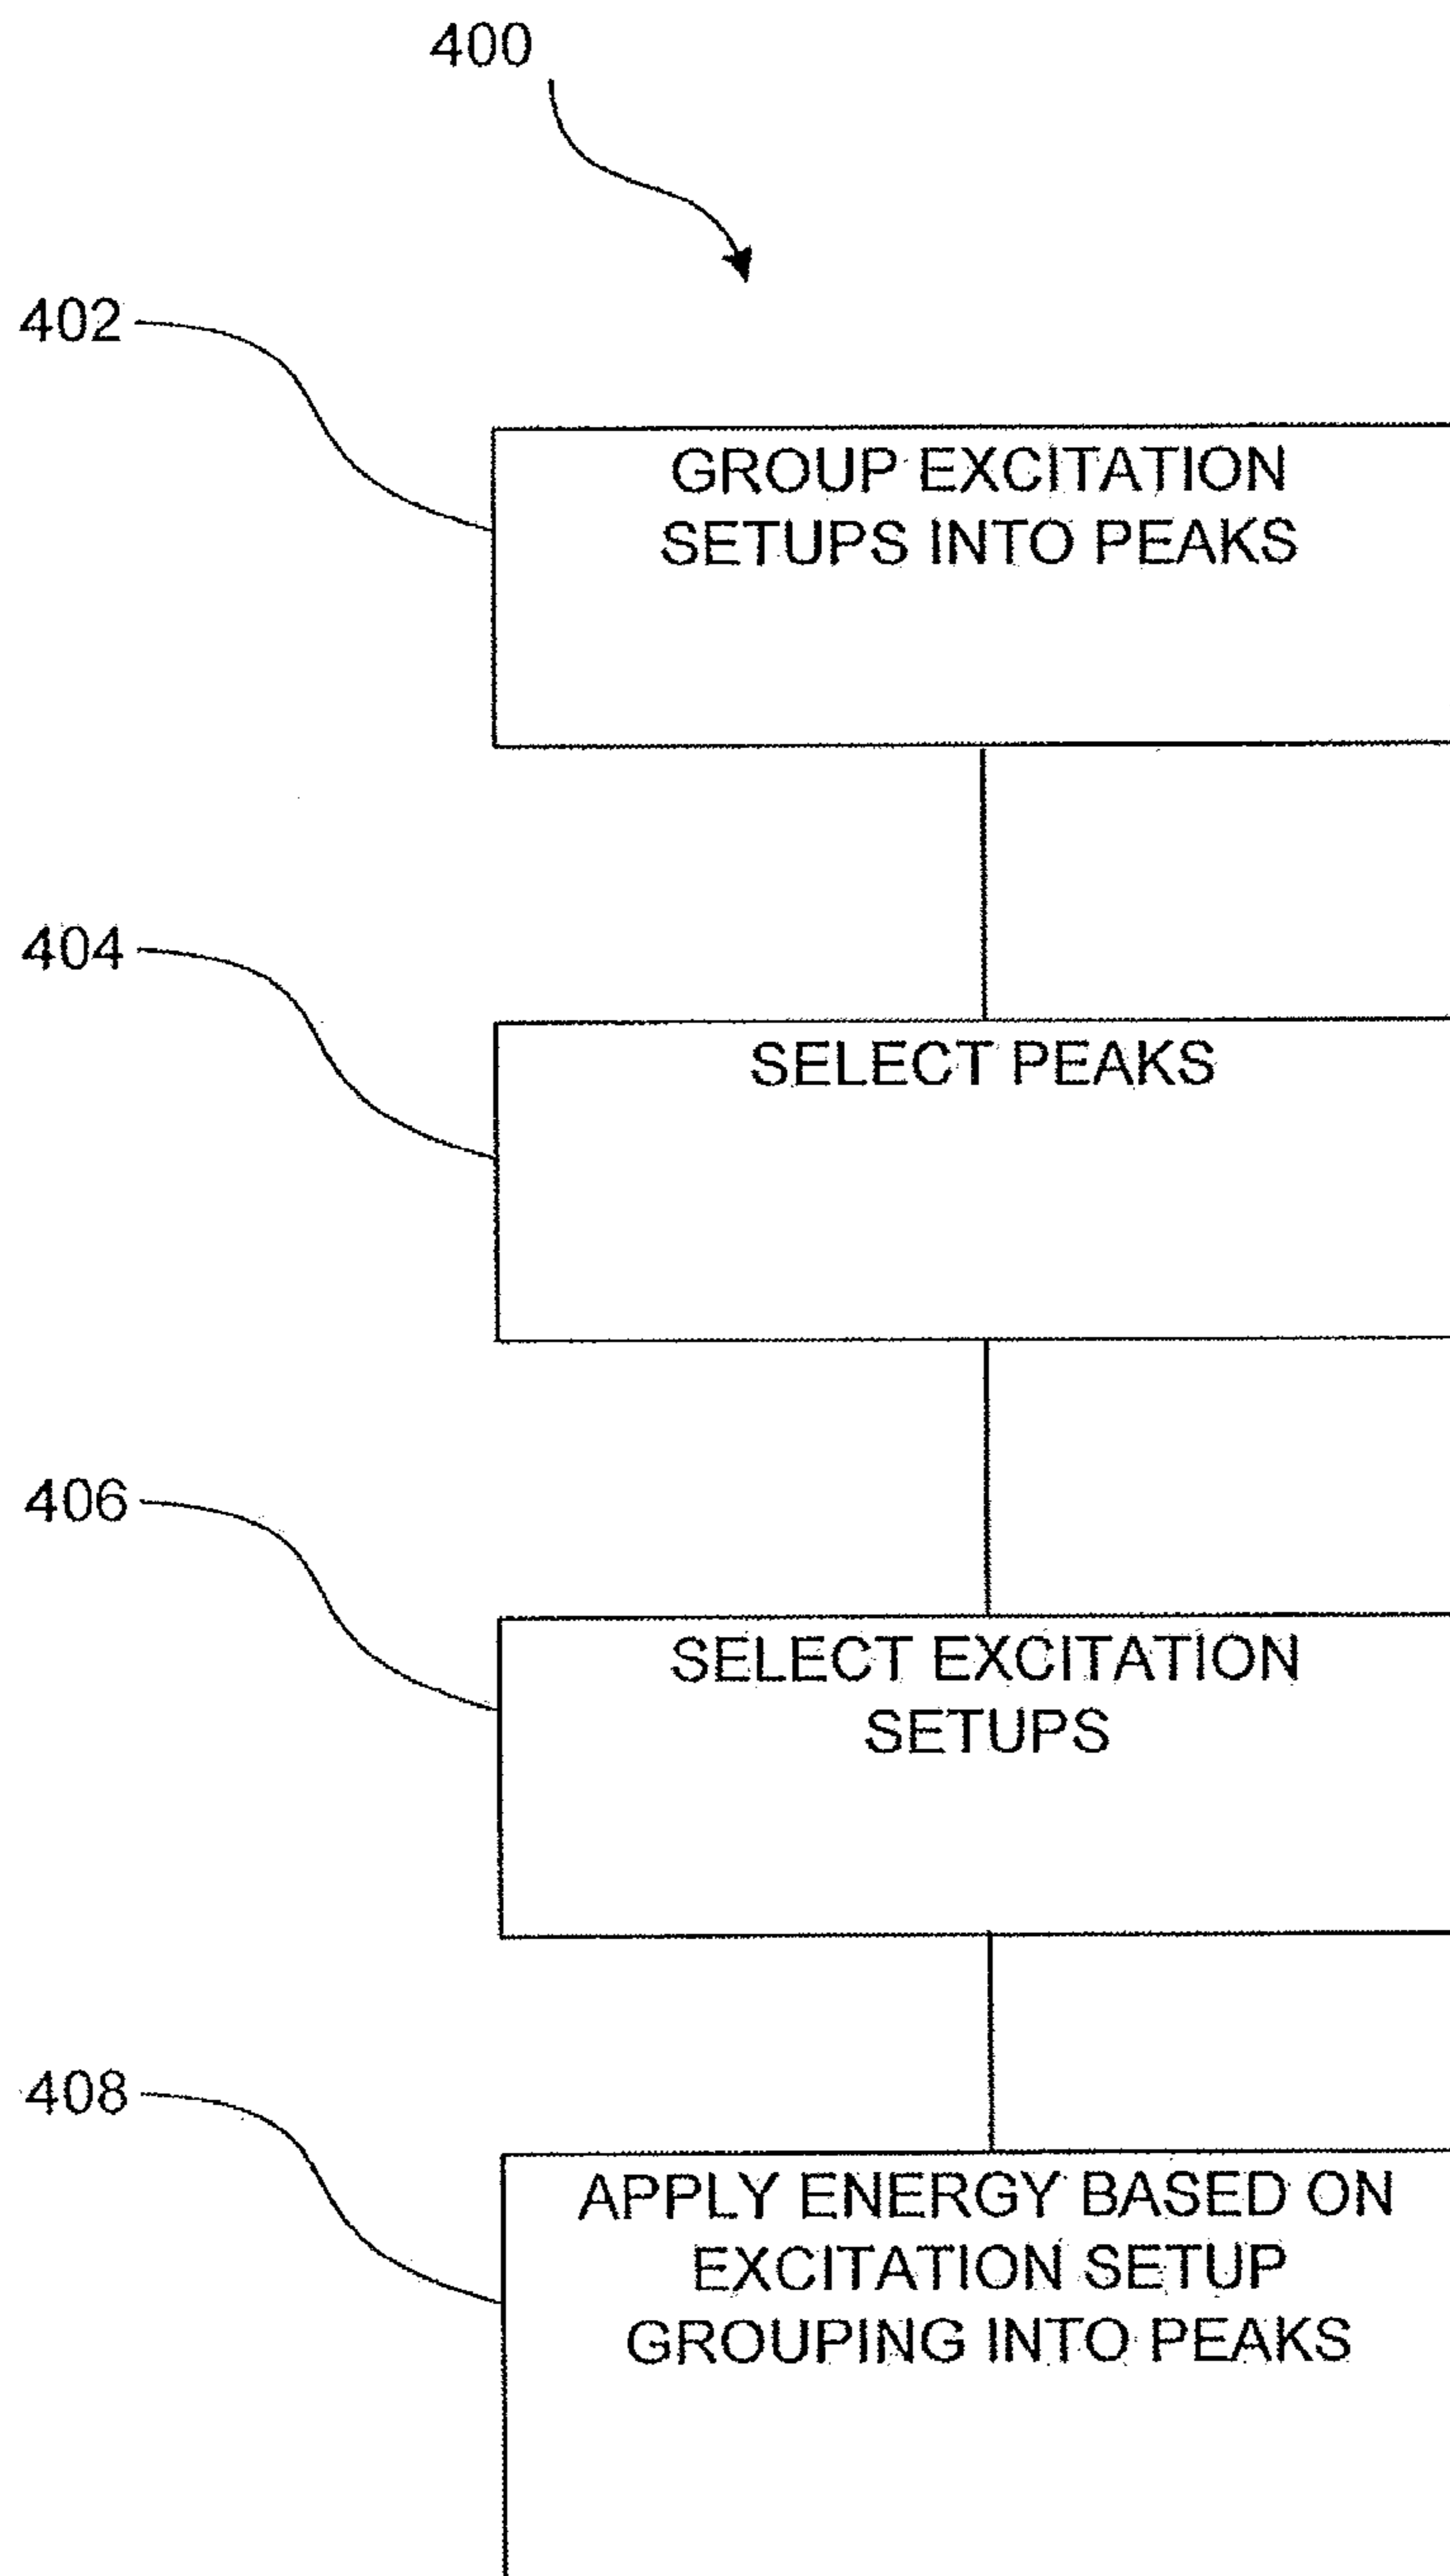 400
402
GROUP EXCITATION
SETUPS INTO PEAKS
404
SELECT PEAKS
406
SELECT EXCITATION
SETUPS
408
APPLY ENERGY BASED ON
EXCITATION SETUP
GROUPING INTO PEAKS